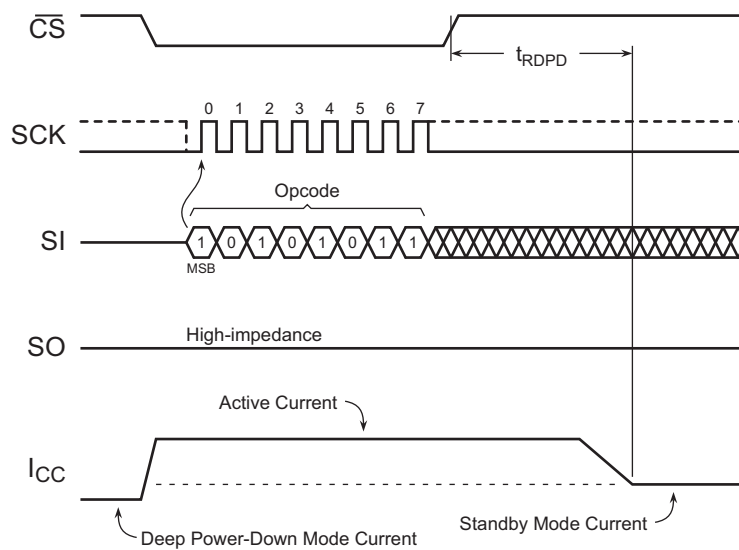 CS
tRDPD
0 1 2 3 4 5 6 7
SCK
Opcode
SI
1 0 1 0 1 0 1 1
MSB
High-impedance
SO
Active Current
ICC
Standby Mode Current
Deep Power-Down Mode Current